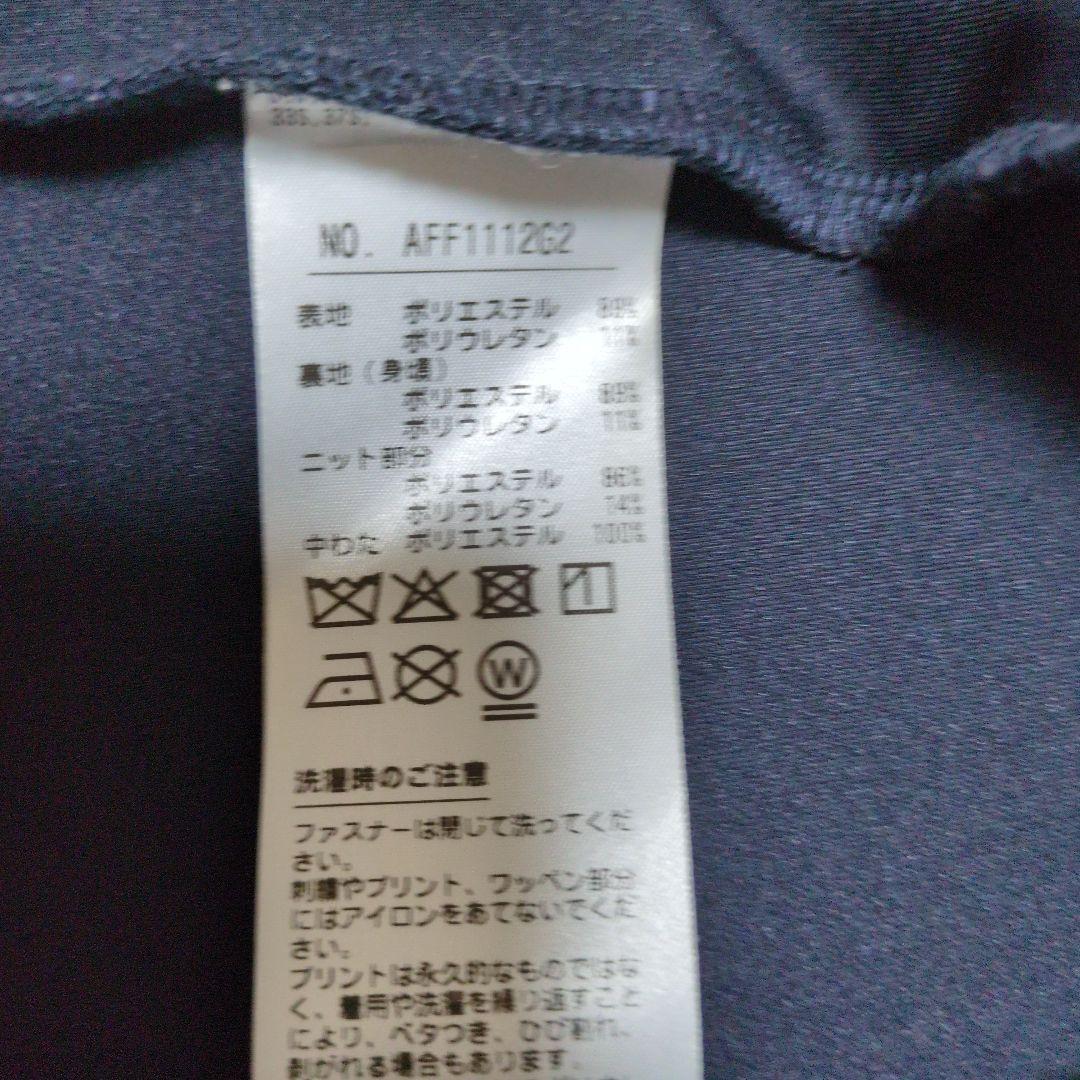 NO. AFF1112G2
表地 ポリエステル 89%
ポリウレタン 11%
裏地(身頃)
ポリエステル 89%
ポリウレタン 11%
ニット部分
ポリエステル 86%
ポリウレタン 14%
中わた ポリエステル 100%
W
洗濯時のご注意
ファスナーは閉じて洗ってくだ
さい。
刺繍やプリント、ワッペン部分
にはアイロンをあてないでくだ
さい。
プリントは永久的なものではな
く、着用や洗濯を繰り返すこと
により、ベタつき、ひび割れ、
剥がれる場合もあります。